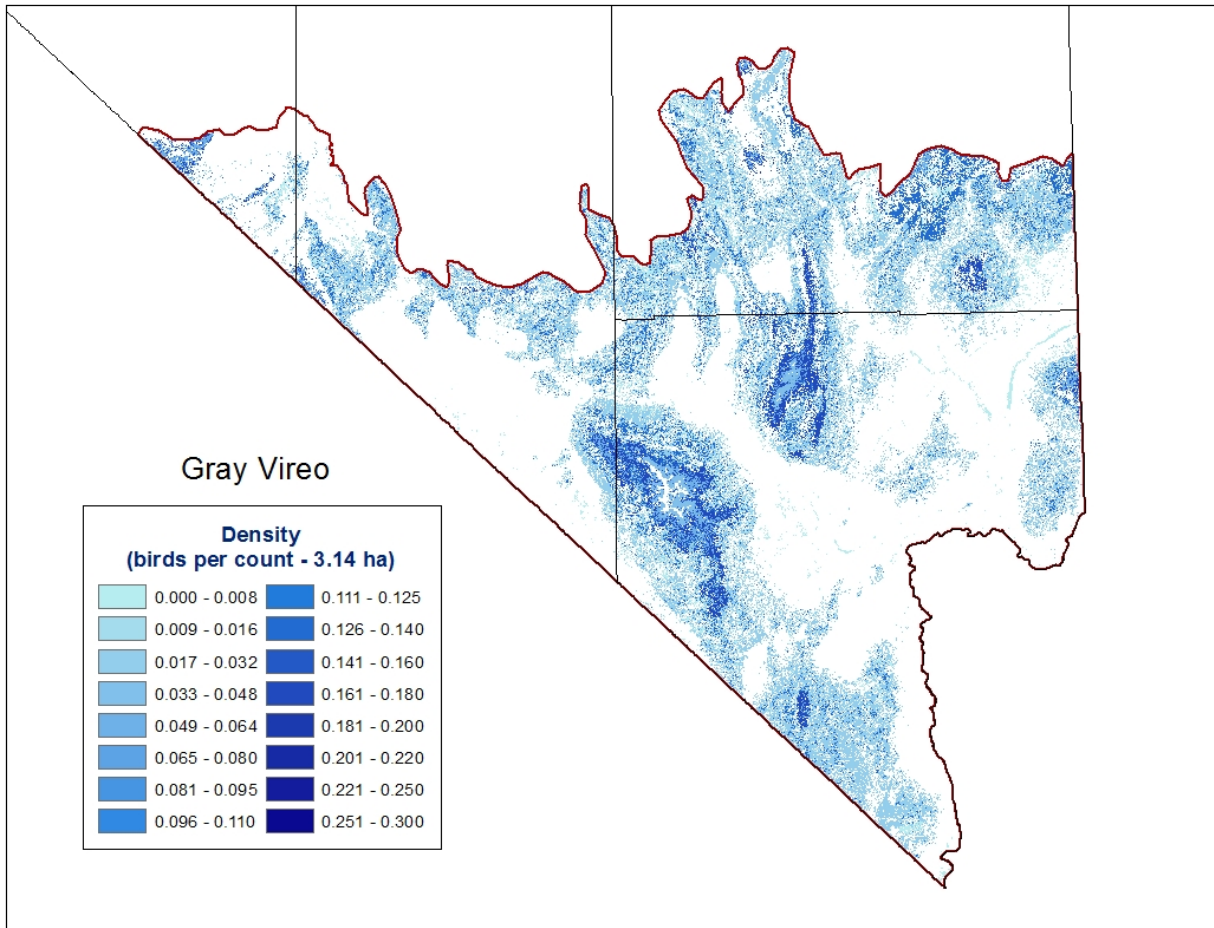 Gray Vireo
Density
(birds per count - 3.14 ha)
0.000 - 0.008
0.009 - 0.016
0.017 - 0.032
0.033 - 0.048
0.049 - 0.064
0.065 - 0.080
0.081 - 0.095
0.096 - 0.110
0.111 - 0.125
0.126 - 0.140
0.141 - 0.160
0.161 - 0.180
0.181 - 0.200
0.201 - 0.220
0.221 - 0.250
0.251 - 0.300